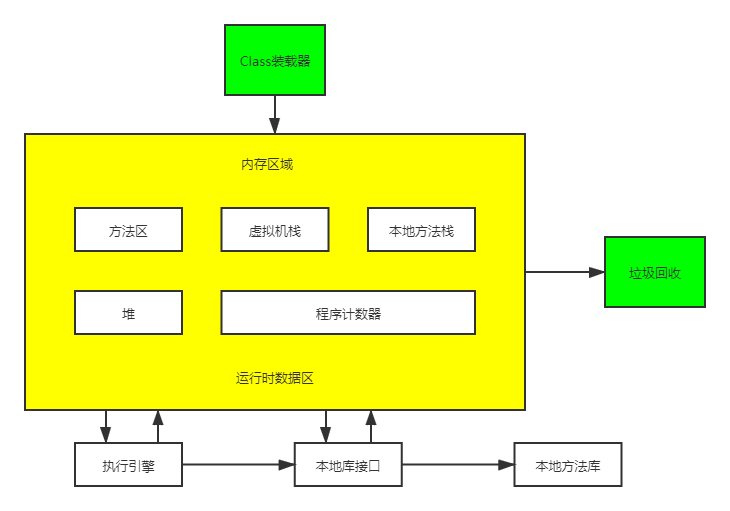 Class装载器
内存区域
方法区
虚拟机栈
本地方法栈
垃圾回收
堆
程序计数器
运行时数据区
执行引擎
本地库接口
本地方法库